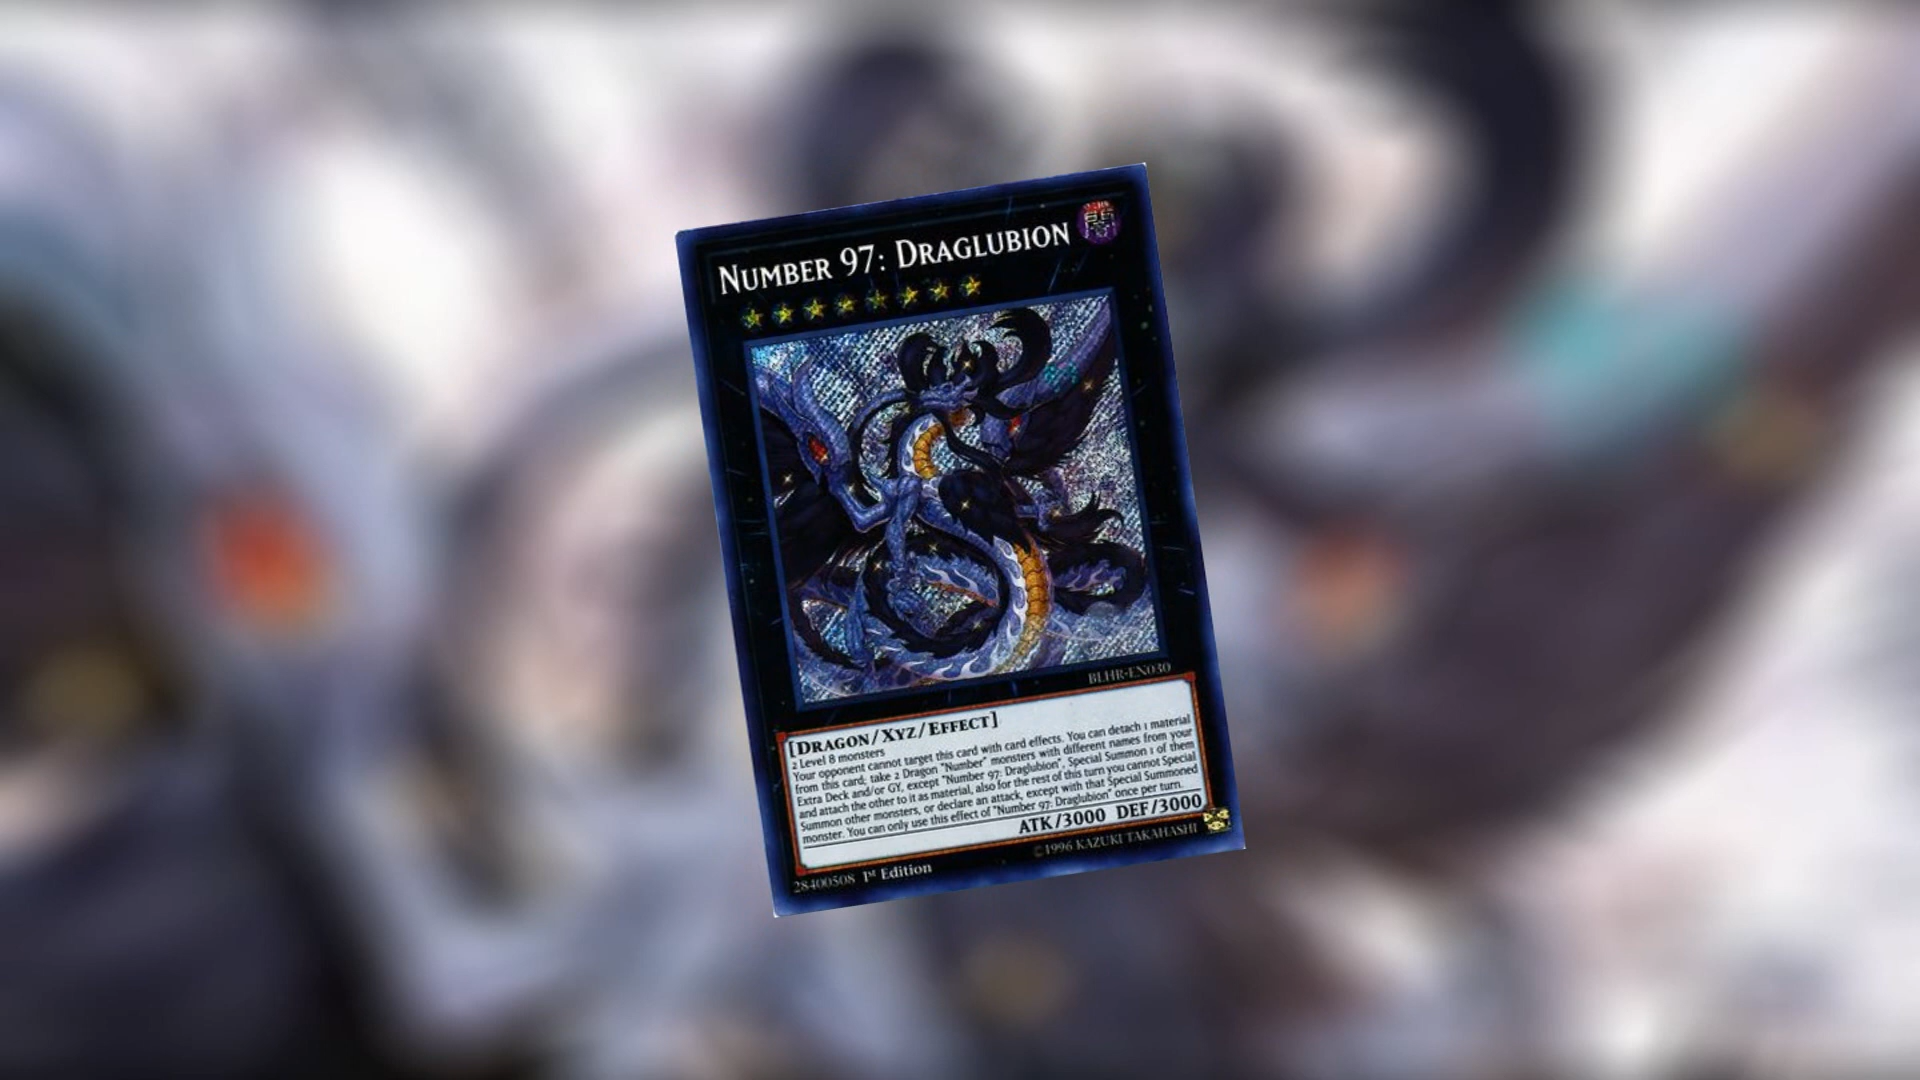 NUMBER 97: DRAGLUBION
BLHR-EN030
[DRAGON/XYZ/EFFECT]
2 Level 8 monsters
Your opponent cannot target this card with card effects. You can detach 1 material
from this card; take 2 Dragon "Number" monsters with different names from your
Extra Deck and/or GY, except "Number 97: Draglubion", Special Summon 1 of them
and attach the other to it as material, also for the rest of this turn you cannot Special
Summon other monsters, or declare an attack, except with that Special Summoned
monster. You can only use this effect of "Number 97: Draglubion" once per turn.
ATK/3000 DEF/3000
28400508 1st Edition
©1996 KAZUKI TAKAHASHI